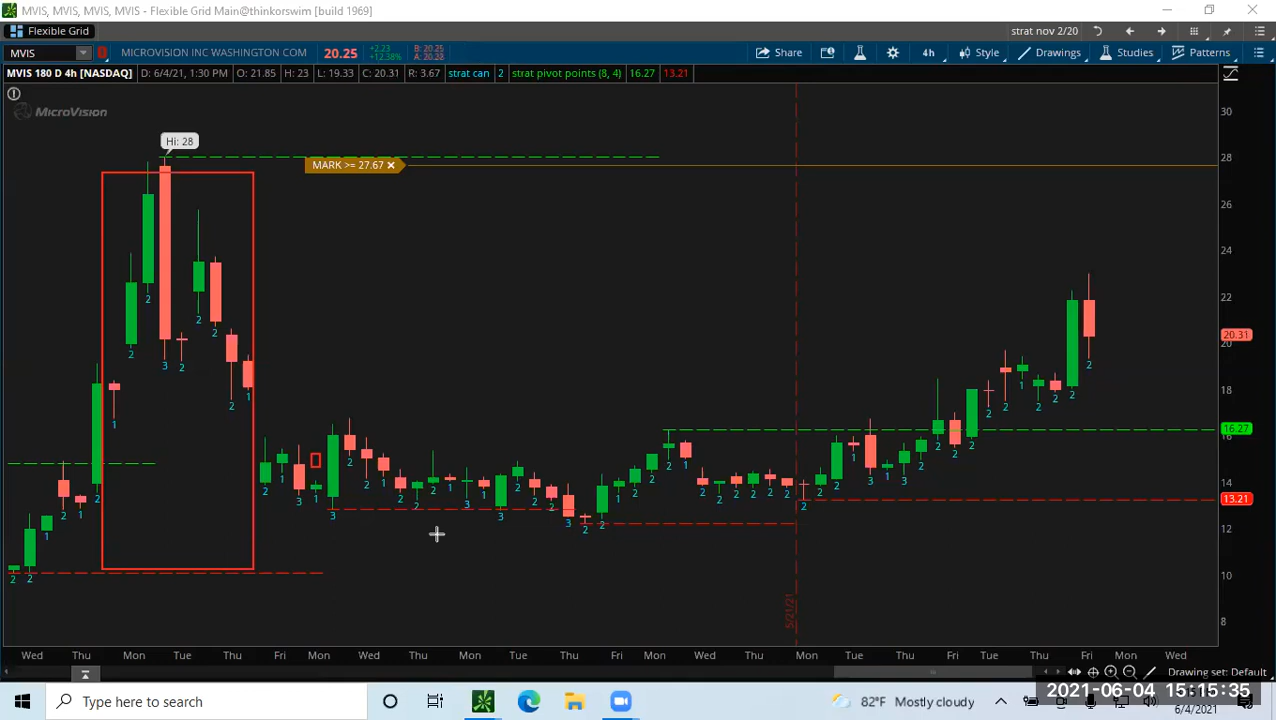 MVIS, MVIS, MVIS, MVIS - Flexible Grid Main@thinkorswim [build 1969]
Flexible Grid
strat nov 2/20
MVIS
MICROVISION INC WASHINGTON COM
20.25
+2.23
+12.38%
B: 20.25
A: 20.28
Share
4h
Style
Drawings
Studies
Patterns
MVIS 180 D 4h [NASDAQ]
D: 6/4/21, 1:30 PM
O: 21.85
H: 23
L: 19.33
C: 20.31
R: 3.67
strat can
2
strat pivot points (8, 4)
16.27
13.21
MicroVision
Hi: 28
MARK >= 27.67
30
28
26
24
22
20.31
20
18
16.27
16
14
13.21
12
10
8
5/21/21
Wed Thu Mon Tue Thu Fri Mon Wed Thu Mon Tue Thu Fri Mon Wed Thu Mon Tue Thu Fri Tue Thu Fri Mon Wed
Drawing set: Default
Type here to search
82°F Mostly cloudy
2021-06-04 15:15:35
6/4/2021